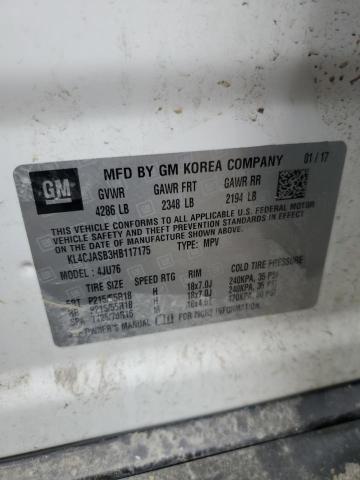 MFD BY GM KOREA COMPANY 01/17
GM
GVWR GAWR FRT GAWR RR
4286 LB 2348 LB 2194 LB
THIS VEHICLE CONFORMS TO ALL APPLICABLE U.S. FEDERAL MOTOR
VEHICLE SAFETY STANDARDS IN EFFECT ON THE DATE OF MANUFACTURE SHOWN ABOVE.
KL4CJASB3HB117175 TYPE: MPV
MODEL: 4JU76
TIRE SIZE SPEED RTG RIM COLD TIRE PRESSURE
FRT P215/55R18 H 18x7.0J 240KPA, 35 PSI
RR P215/55R18 H 18x7.0J 240KPA, 35 PSI
SPA
OWNER'S MANUAL FOR MORE INFORMATION